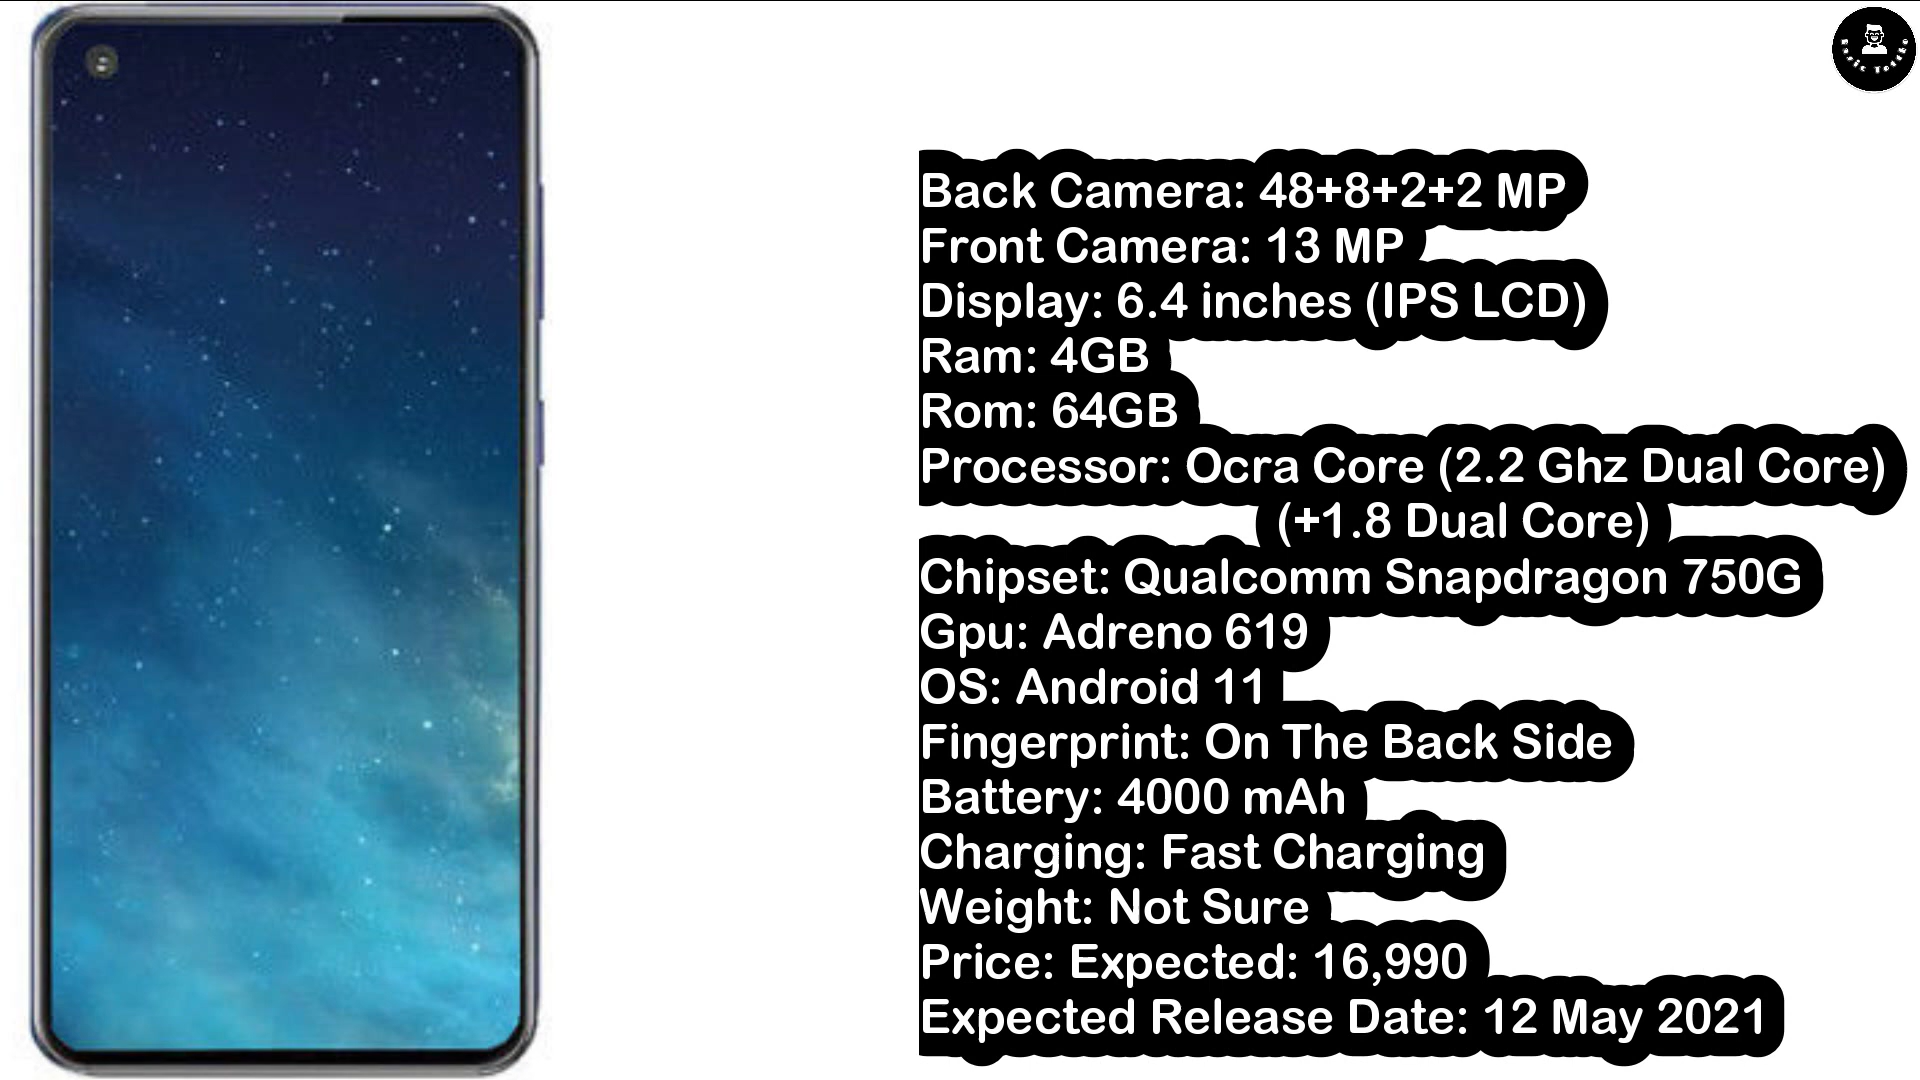 Back Camera: 48+8+2+2 MP
Front Camera: 13 MP
Display: 6.4 inches (IPS LCD)
Ram: 4GB
Rom: 64GB
Processor: Ocra Core (2.2 Ghz Dual Core)
(+1.8 Dual Core)
Chipset: Qualcomm Snapdragon 750G
Gpu: Adreno 619
OS: Android 11
Fingerprint: On The Back Side
Battery: 4000 mAh
Charging: Fast Charging
Weight: Not Sure
Price: Expected: 16,990
Expected Release Date: 12 May 2021